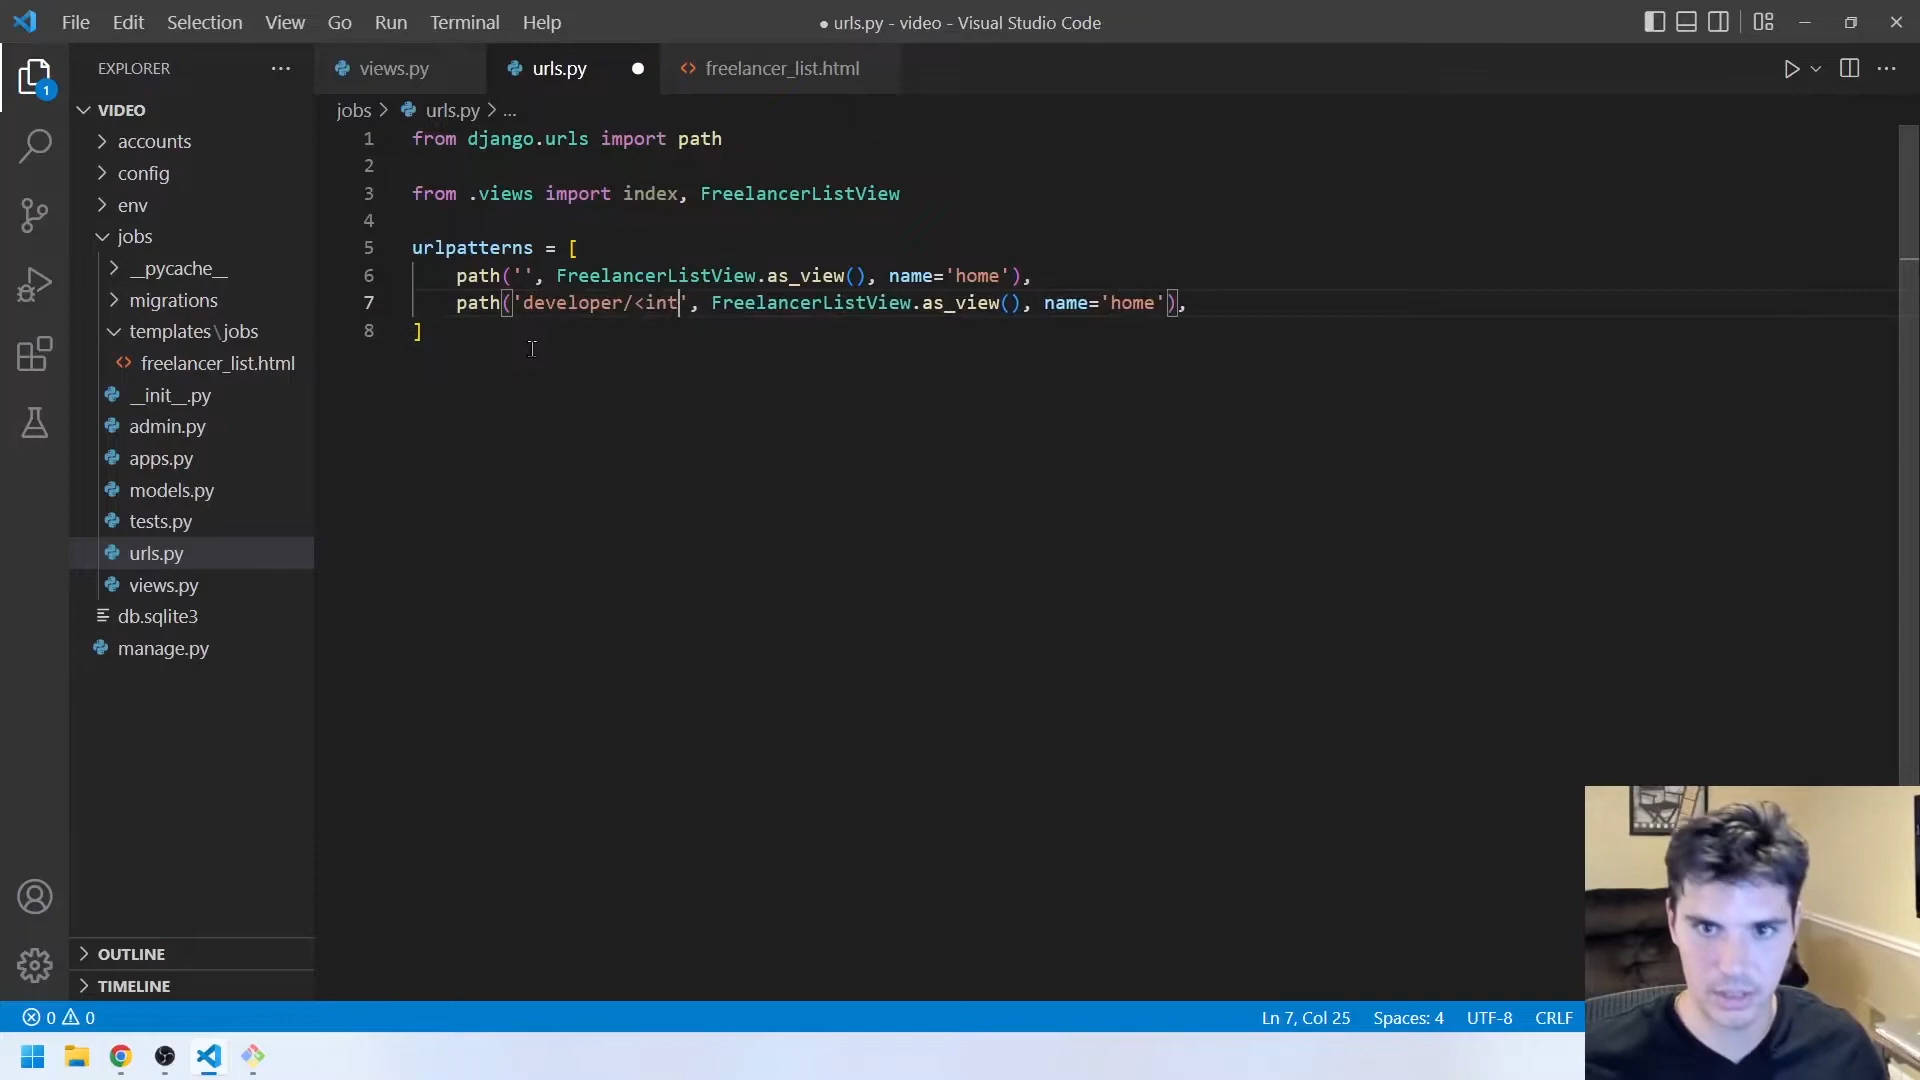 File Edit Selection View Go Run Terminal Help
● urls.py - video - Visual Studio Code
EXPLORER
views.py
urls.py
freelancer_list.html
1
VIDEO
accounts
config
env
jobs
__pycache__
migrations
templates\jobs
freelancer_list.html
__init__.py
admin.py
apps.py
models.py
tests.py
urls.py
views.py
db.sqlite3
manage.py
OUTLINE
TIMELINE
jobs > urls.py > ...
1 from django.urls import path
2
3 from .views import index, FreelancerListView
4
5 urlpatterns = [
6 path('', FreelancerListView.as_view(), name='home'),
7 path('developer/<int', FreelancerListView.as_view(), name='home'),
8 ]
0 0
Ln 7, Col 25 Spaces: 4 UTF-8 CRLF